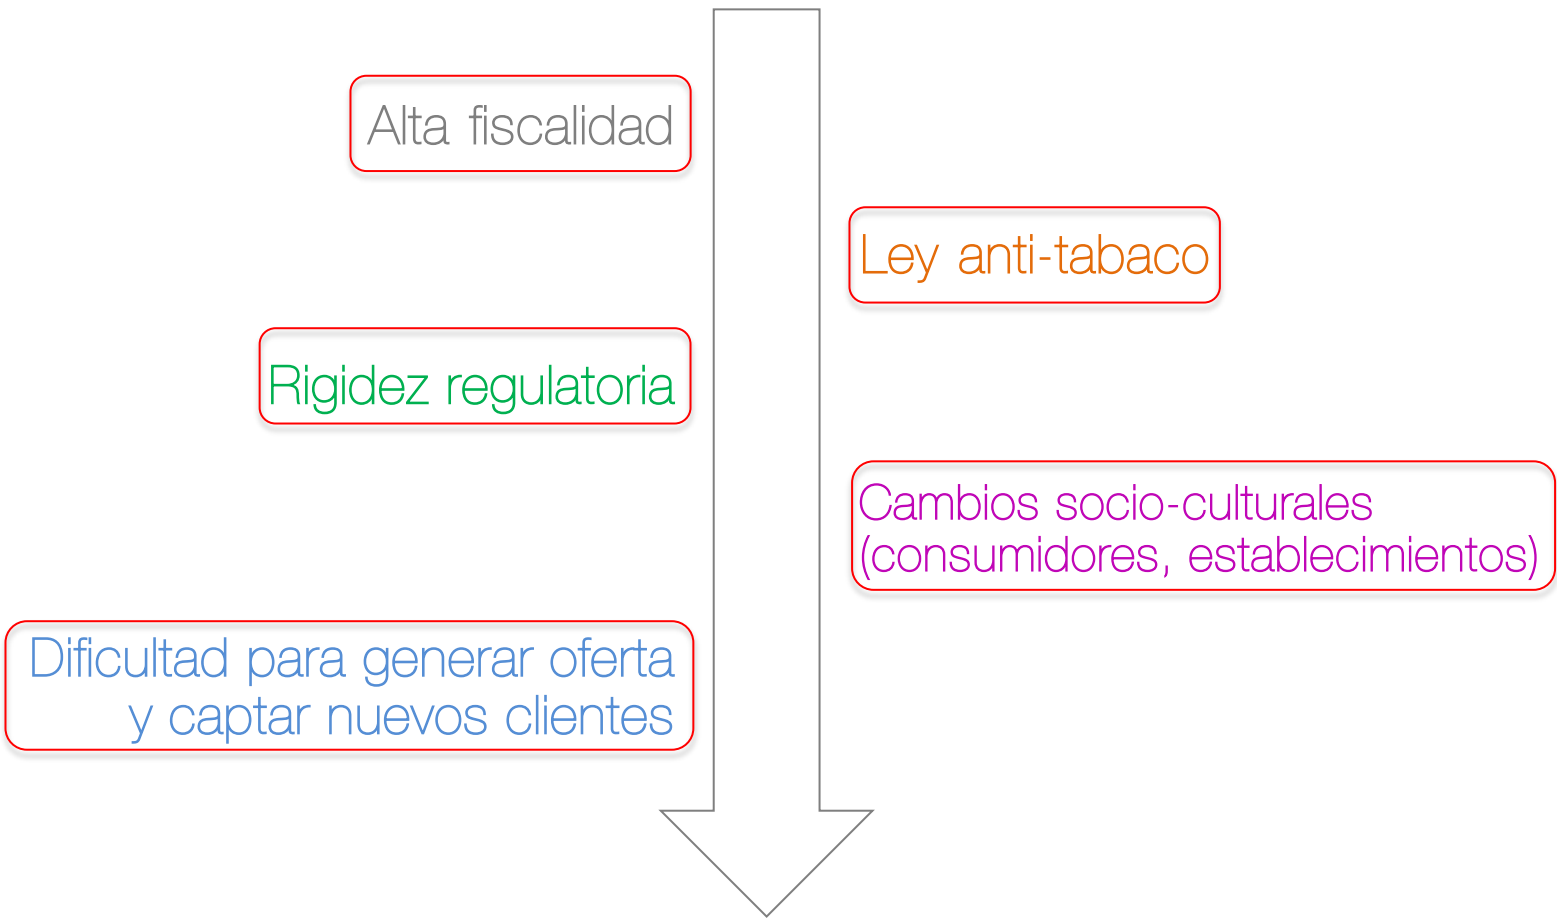 Alta fiscalidad
Ley anti-tabaco
Rigidez regulatoria
Cambios socio-culturales
(consumidores, establecimientos)
Dificultad para generar oferta
y captar nuevos clientes